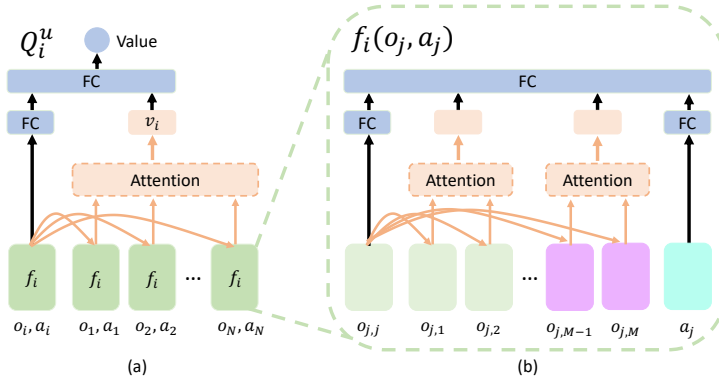 Q_i^u
Value
FC
FC
v_i
Attention
f_i f_i f_i ... f_i
o_i, a_i o_1, a_1 o_2, a_2 o_N, a_N
(a)
f_i(o_j, a_j)
FC
FC FC
Attention Attention
...
o_{j,j} o_{j,1} o_{j,2} o_{j,M−1} o_{j,M} a_j
(b)